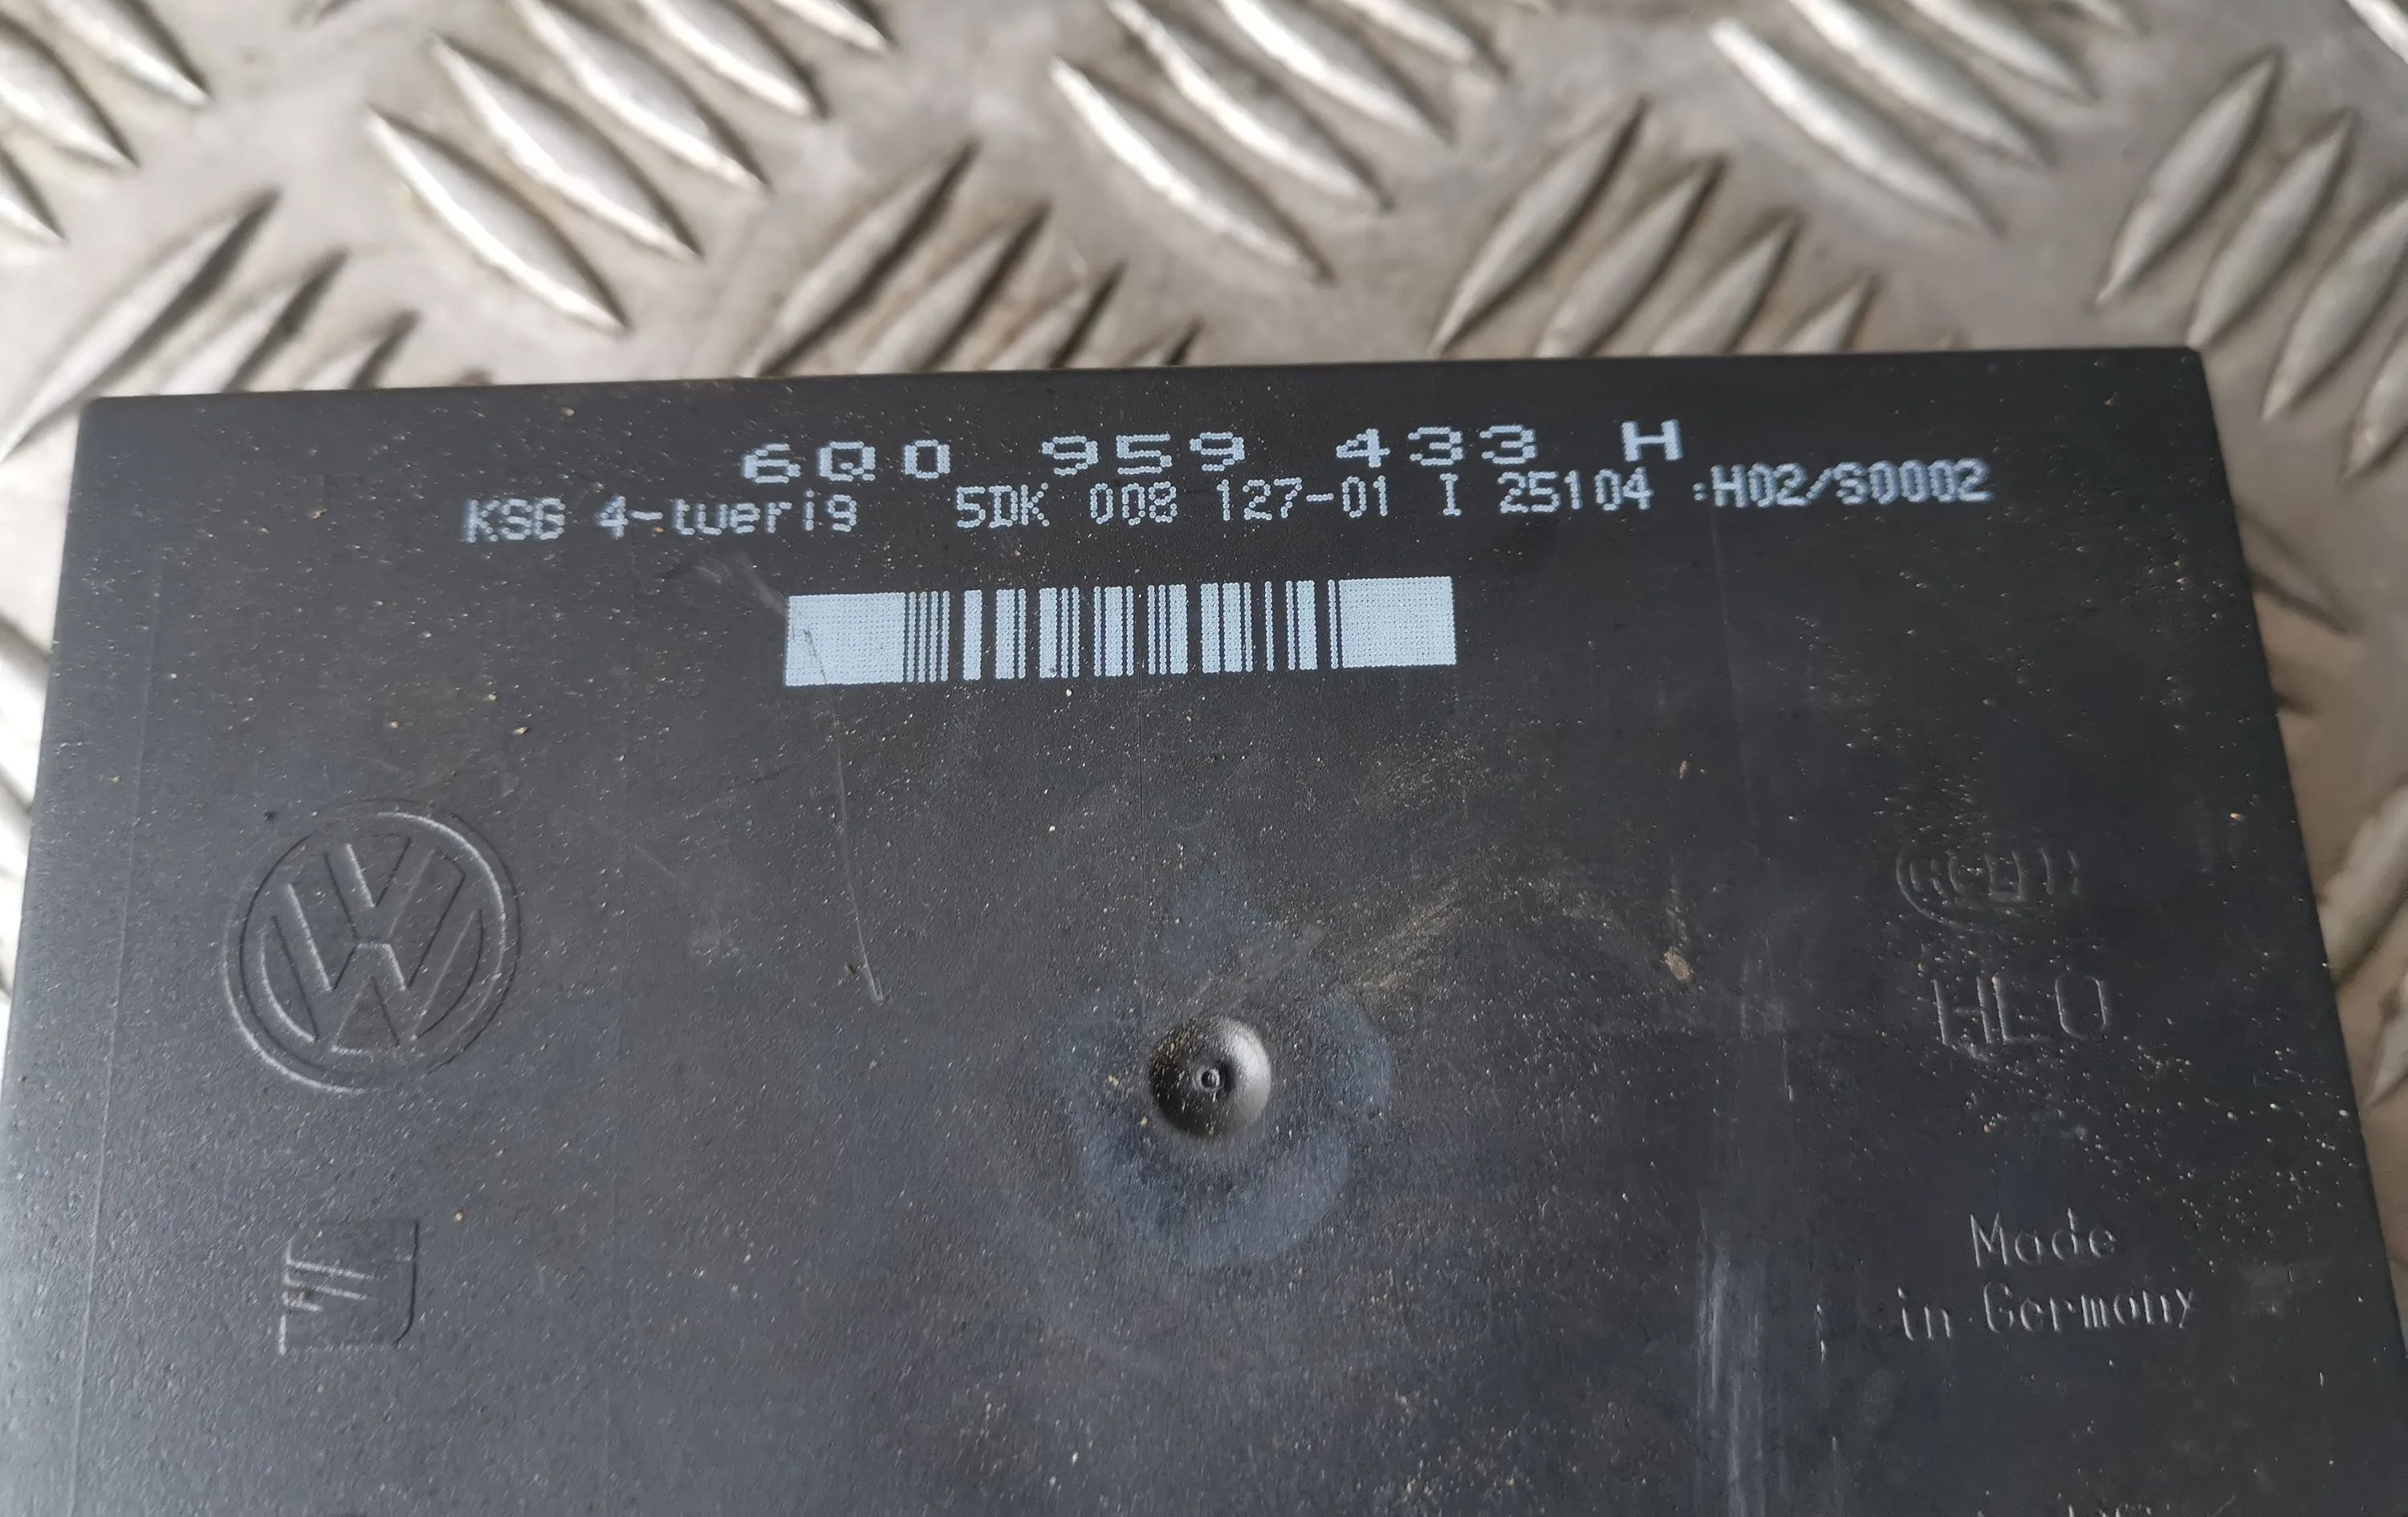 6Q0 959 433 H
KSG 4-tuerig 5DK 008 127-01 I 25104 :H02/S0002
HLO
Made
in Germany